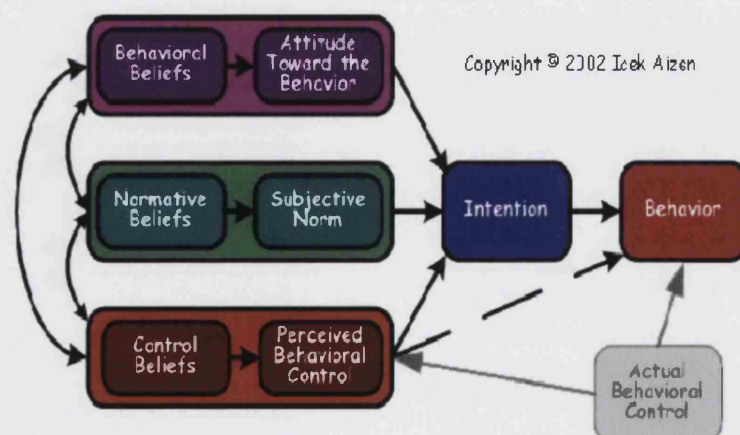 Behavioral
Beliefs
Attitude
Toward the
Behavior
Copyright © 2002 Icek Aizen
Normative
Beliefs
Subjective
Norm
Intention
Behavior
Control
Beliefs
Perceived
Behavioral
Control
Actual
Behavioral
Control